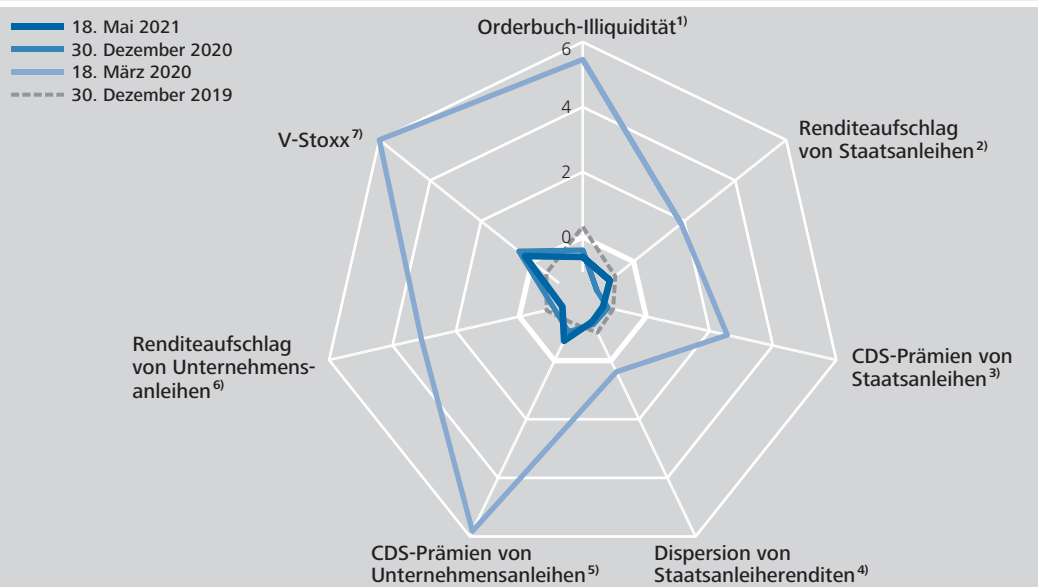 18. Mai 2021
30. Dezember 2020
18. März 2020
30. Dezember 2019
Orderbuch-Illiquidität¹⁾
6
4
2
0
Renditeaufschlag
von Staatsanleihen²⁾
CDS-Prämien von
Staatsanleihen³⁾
Dispersion von
Staatsanleiherenditen⁴⁾
CDS-Prämien von
Unternehmensanleihen⁵⁾
Renditeaufschlag
von Unternehmens-
anleihen⁶⁾
V-Stoxx⁷⁾